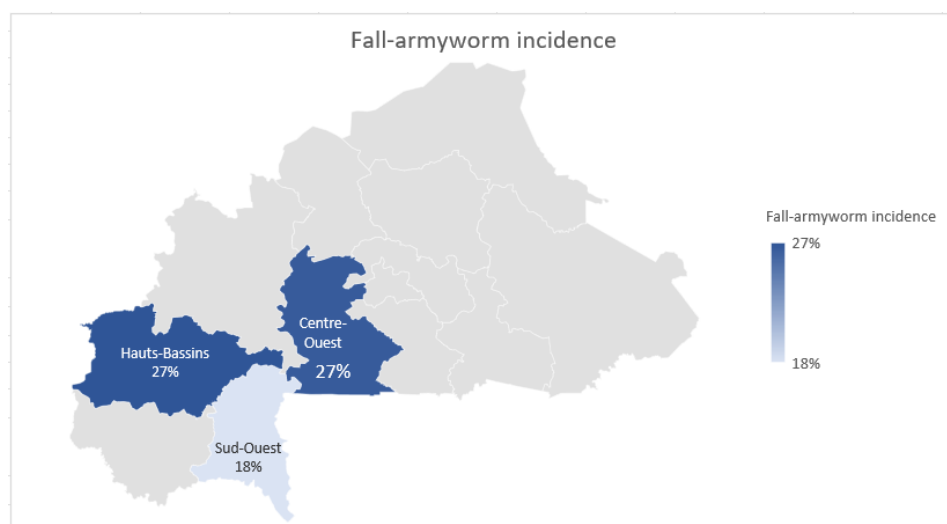 Fall-armyworm incidence
Fall-armyworm incidence
27%
18%
Centre-
Ouest
27%
Hauts-Bassins
27%
Sud-Ouest
18%